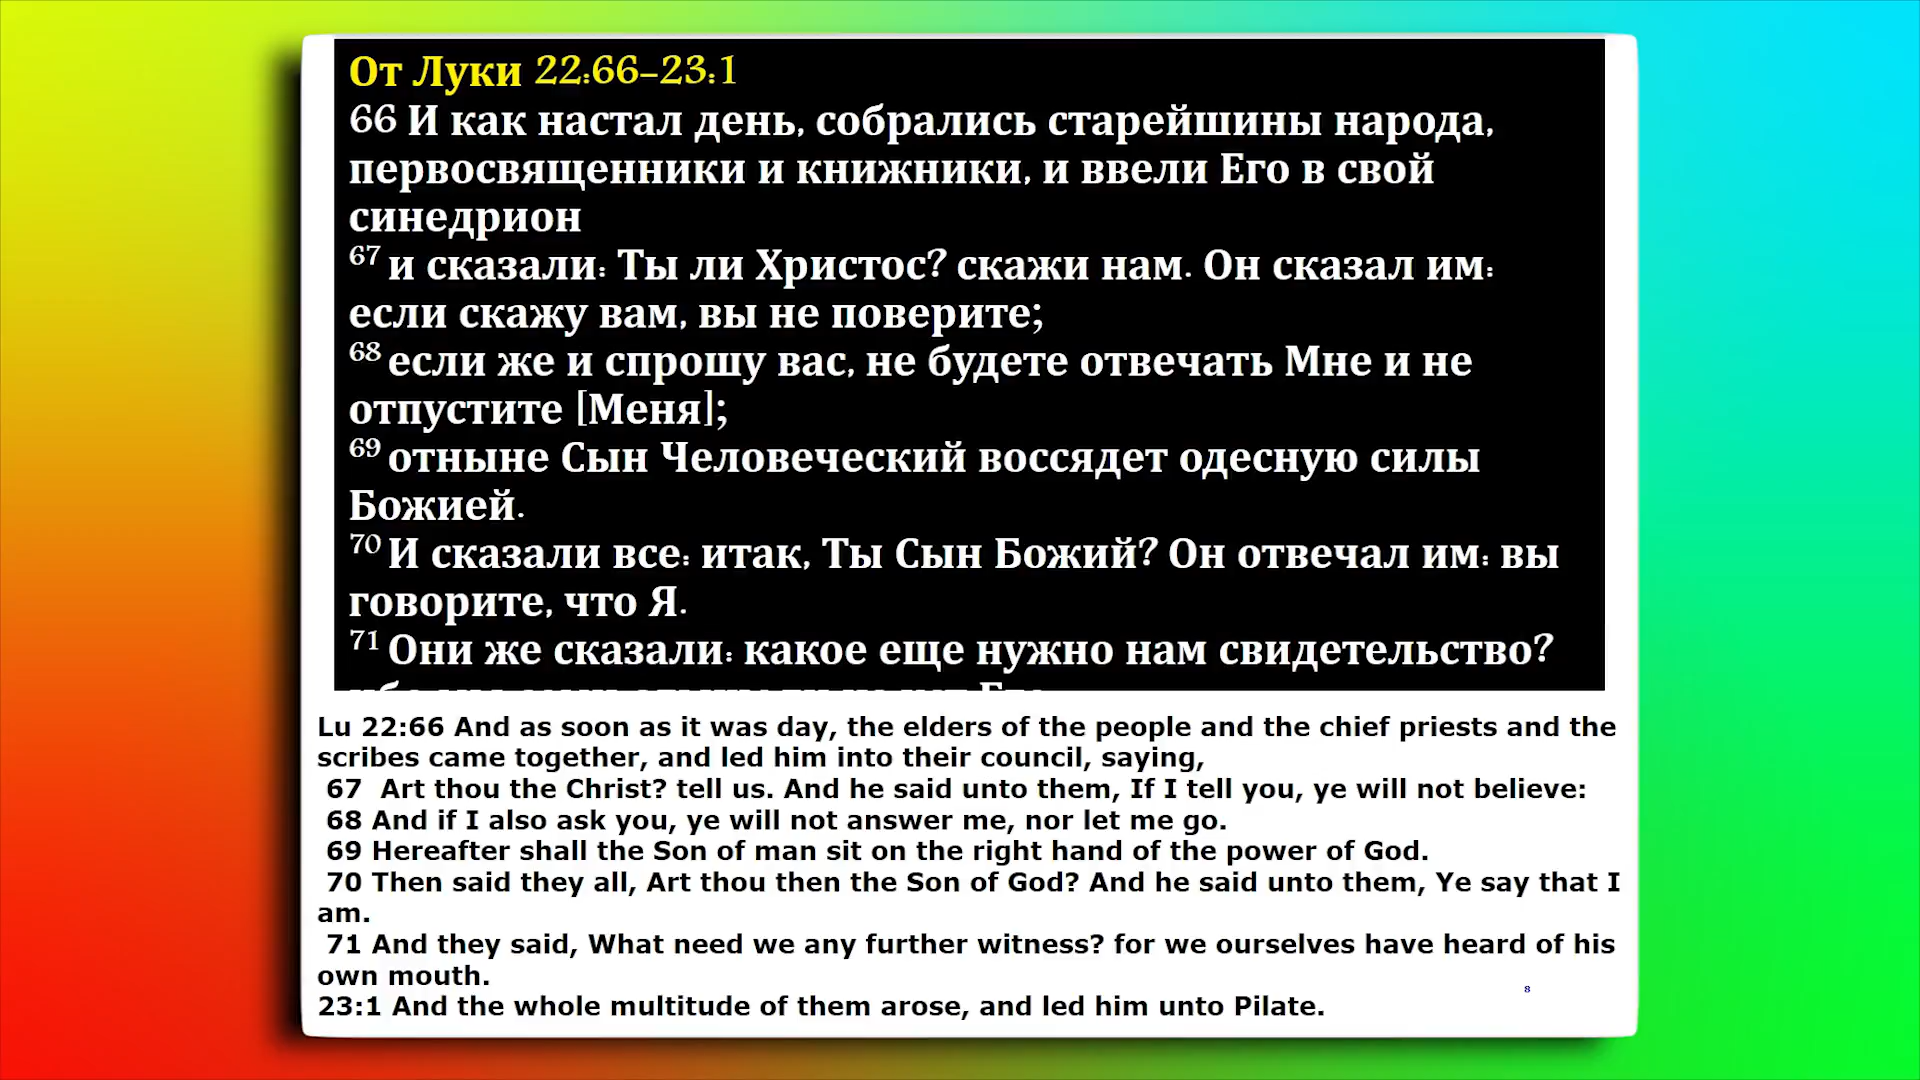 От Луки 22:66–23:1
66 И как настал день, собрались старейшины народа,
первосвященники и книжники, и ввели Его в свой
синедрион
67 и сказали: Ты ли Христос? скажи нам. Он сказал им:
если скажу вам, вы не поверите;
68 если же и спрошу вас, не будете отвечать Мне и не
отпустите [Меня];
69 отныне Сын Человеческий воссядет одесную силы
Божией.
70 И сказали все: итак, Ты Сын Божий? Он отвечал им: вы
говорите, что Я.
71 Они же сказали: какое еще нужно нам свидетельство?
Lu 22:66 And as soon as it was day, the elders of the people and the chief priests and the
scribes came together, and led him into their council, saying,
67 Art thou the Christ? tell us. And he said unto them, If I tell you, ye will not believe:
68 And if I also ask you, ye will not answer me, nor let me go.
69 Hereafter shall the Son of man sit on the right hand of the power of God.
70 Then said they all, Art thou then the Son of God? And he said unto them, Ye say that I
am.
71 And they said, What need we any further witness? for we ourselves have heard of his
own mouth.
23:1 And the whole multitude of them arose, and led him unto Pilate.
8